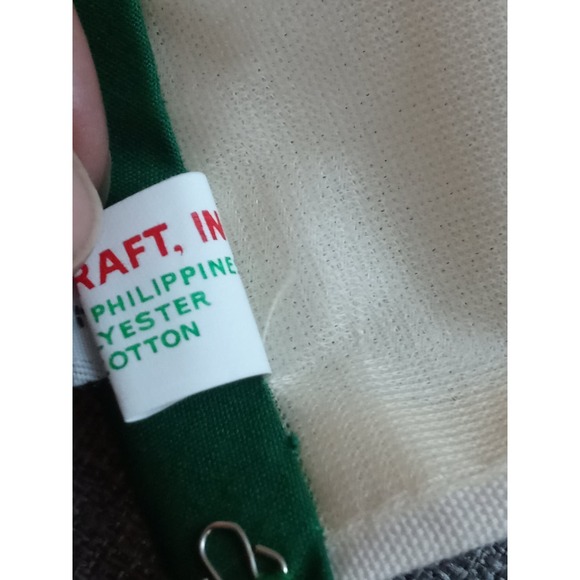 RAFT, IN
PHILIPPINE
YESTER
OTTON